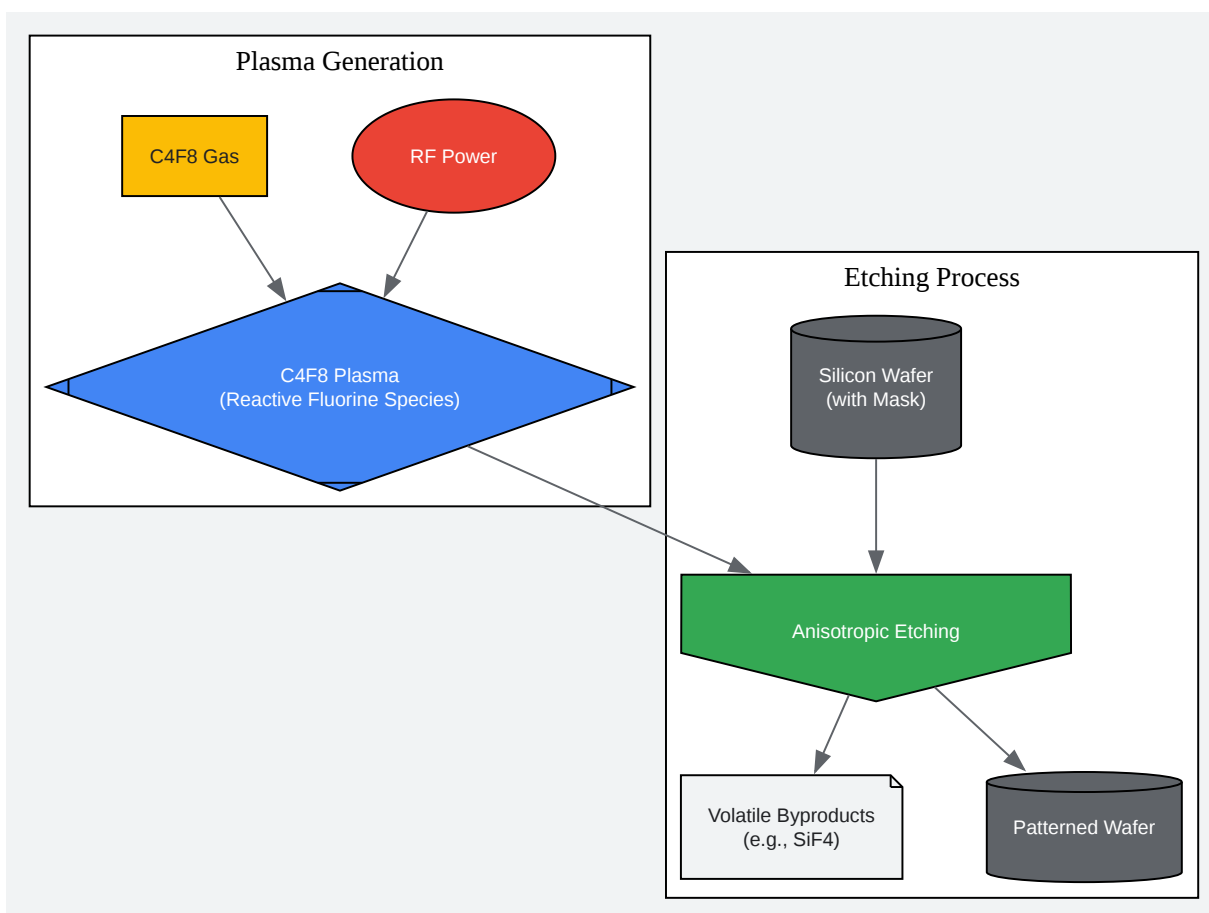 Plasma Generation
C4F8 Gas
RF Power
C4F8 Plasma
(Reactive Fluorine Species)
Etching Process
Silicon Wafer
(with Mask)
Anisotropic Etching
Volatile Byproducts
(e.g., SiF4)
Patterned Wafer